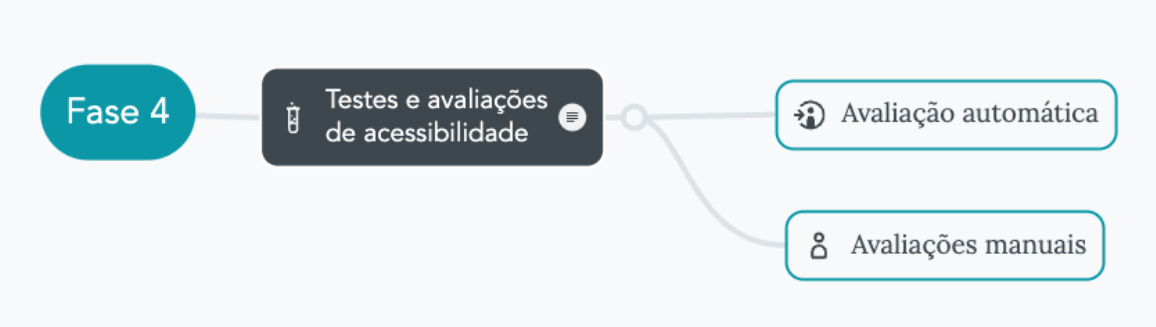 Fase 4
Testes e avaliações
de acessibilidade
Avaliação automática
Avaliações manuais